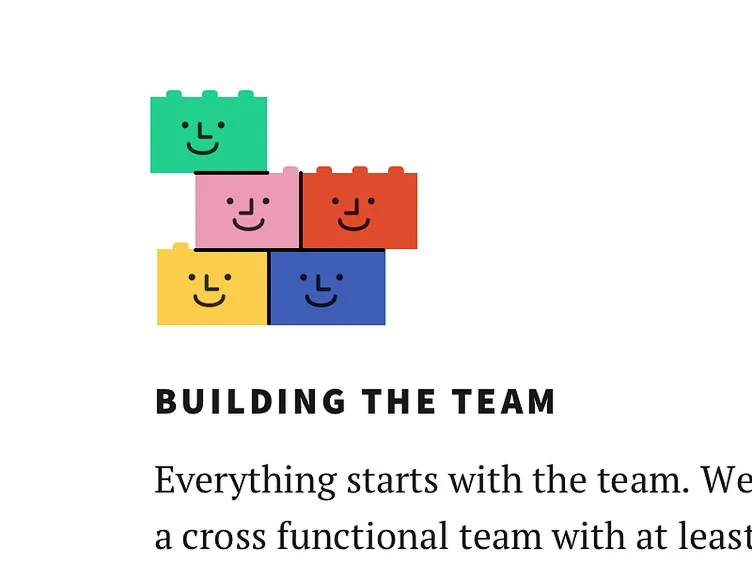 BUILDING THE TEAM
Everything starts with the team. We
a cross functional team with at least